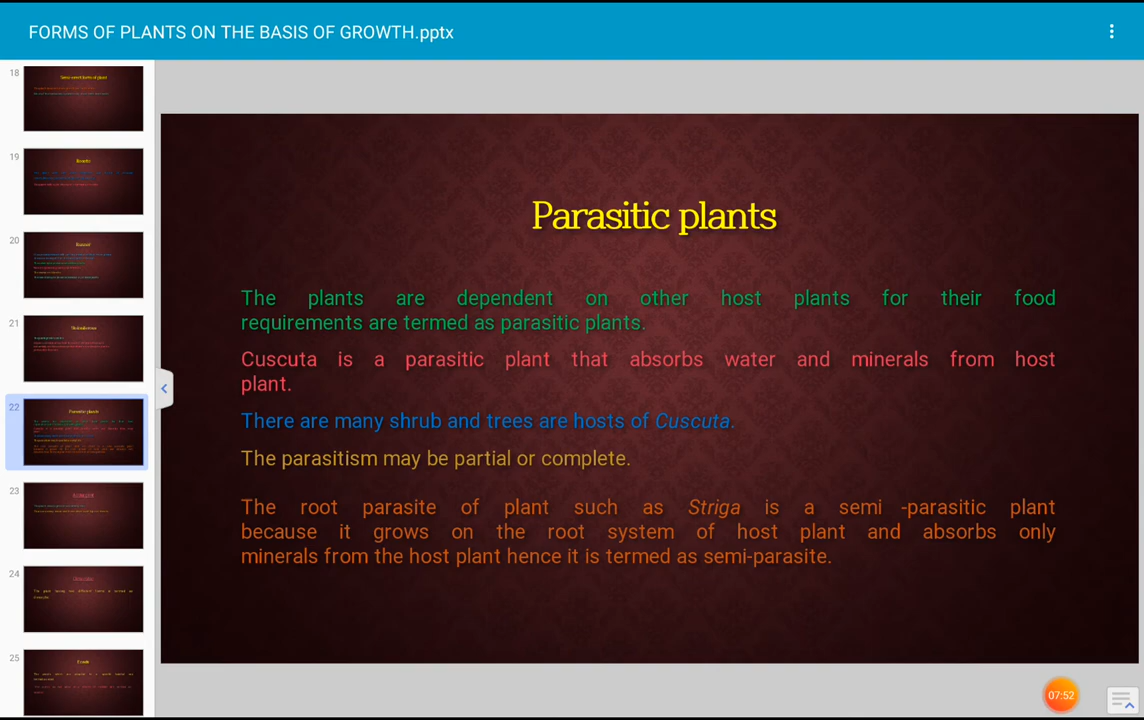 FORMS OF PLANTS ON THE BASIS OF GROWTH.pptx
18
19
20
21
22
Parasitic plants
23
24
25
Parasitic plants
The plants are dependent on other host plants for their food
requirements are termed as parasitic plants.
Cuscuta is a parasitic plant that absorbs water and minerals from host
plant.
There are many shrub and trees are hosts of Cuscuta.
The parasitism may be partial or complete.
The root parasite of plant such as Striga is a semi -parasitic plant
because it grows on the root system of host plant and absorbs only
minerals from the host plant hence it is termed as semi-parasite.
07:52